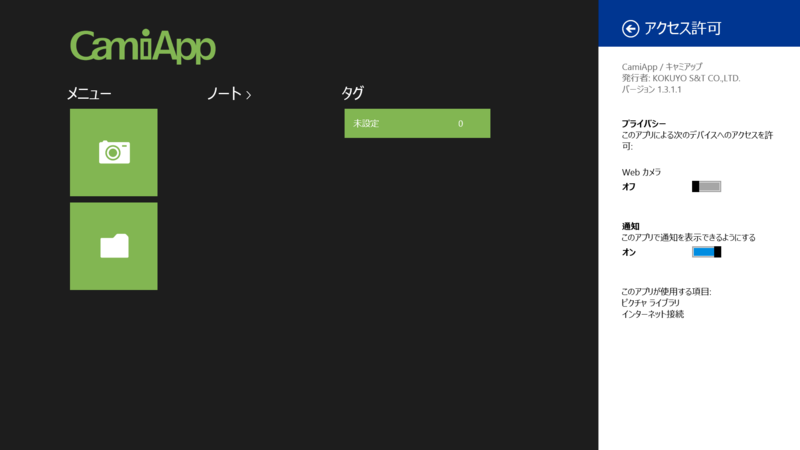 CamiApp
メニュー
ノート >
タグ
未設定 0
アクセス許可
CamiApp / キャミアップ
発行者: KOKUYO S&T CO.,LTD.
バージョン 1.3.1.1
プライバシー
このアプリによる次のデバイスへのアクセスを許
可:
Web カメラ
オフ
通知
このアプリで通知を表示できるようにする
オン
このアプリが使用する項目:
ピクチャ ライブラリ
インターネット接続